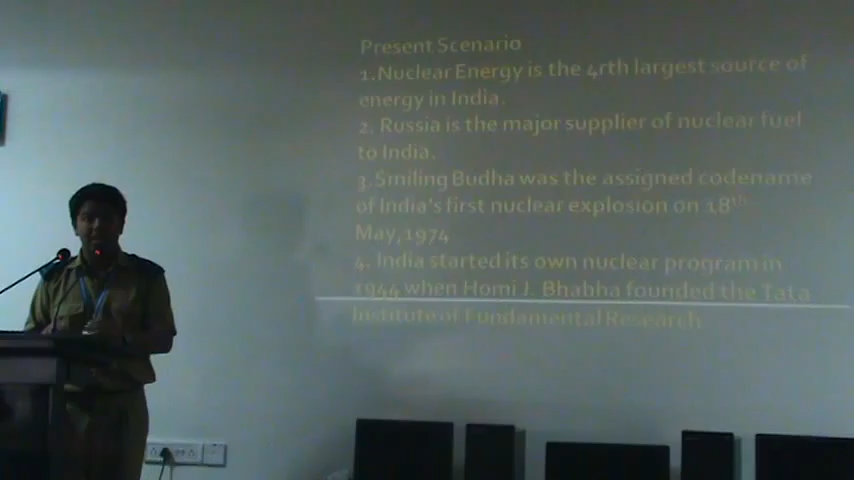 Present Scenario
1.Nuclear Energy is the 4rth largest source of
energy in India.
2. Russia is the major supplier of nuclear fuel
to India.
3.Smiling Budha was the assigned codename
of India's first nuclear explosion on 18th
May,1974
4. India started its own nuclear program in
1944 when Homi J. Bhabha founded the Tata
Institute of Fundamental Research